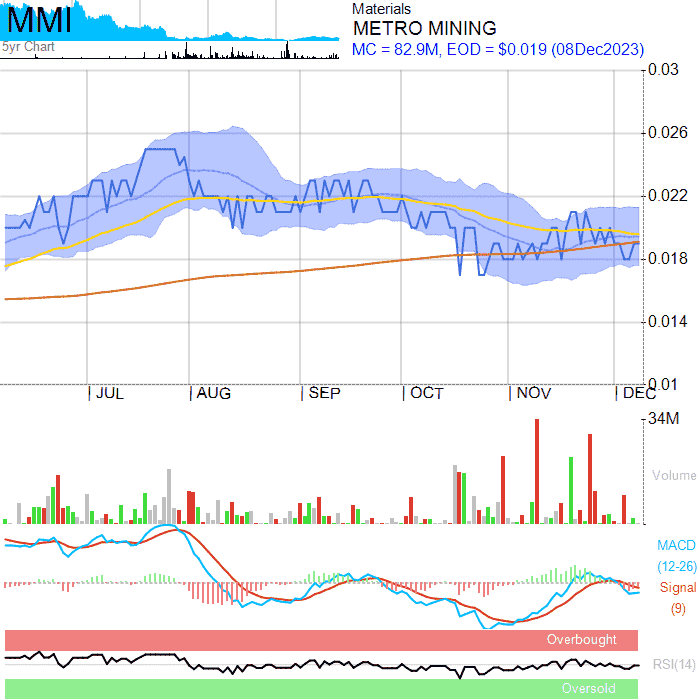 MMI
5yr Chart
Materials
METRO MINING
MC = 82.9M, EOD = $0.019 (08Dec2023)
0.03
0.026
0.022
0.018
0.014
0.01
JUL AUG SEP OCT NOV DEC
34M
Volume
MACD
(12-26)
Signal
(9)
Overbought
RSI(14)
Oversold